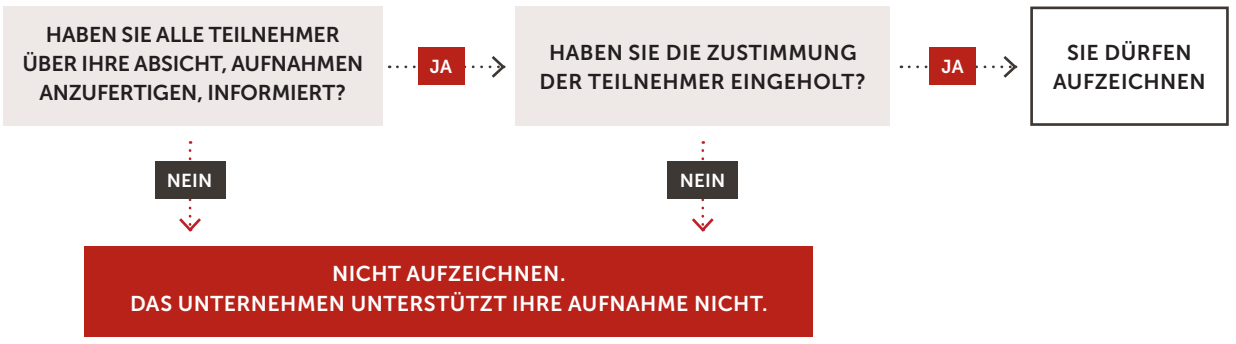 HABEN SIE ALLE TEILNEHMER
ÜBER IHRE ABSICHT, AUFNAHMEN
ANZUFERTIGEN, INFORMIERT?
JA
HABEN SIE DIE ZUSTIMMUNG
DER TEILNEHMER EINGEHOLT?
JA
SIE DÜRFEN
AUFZEICHNEN
NEIN
NEIN
NICHT AUFZEICHNEN.
DAS UNTERNEHMEN UNTERSTÜTZT IHRE AUFNAHME NICHT.